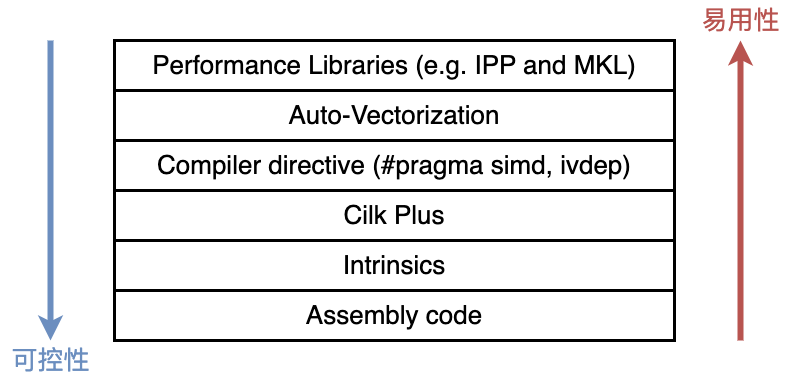 易用性
Performance Libraries (e.g. IPP and MKL)
Auto-Vectorization
Compiler directive (#pragma simd, ivdep)
Cilk Plus
Intrinsics
Assembly code
可控性